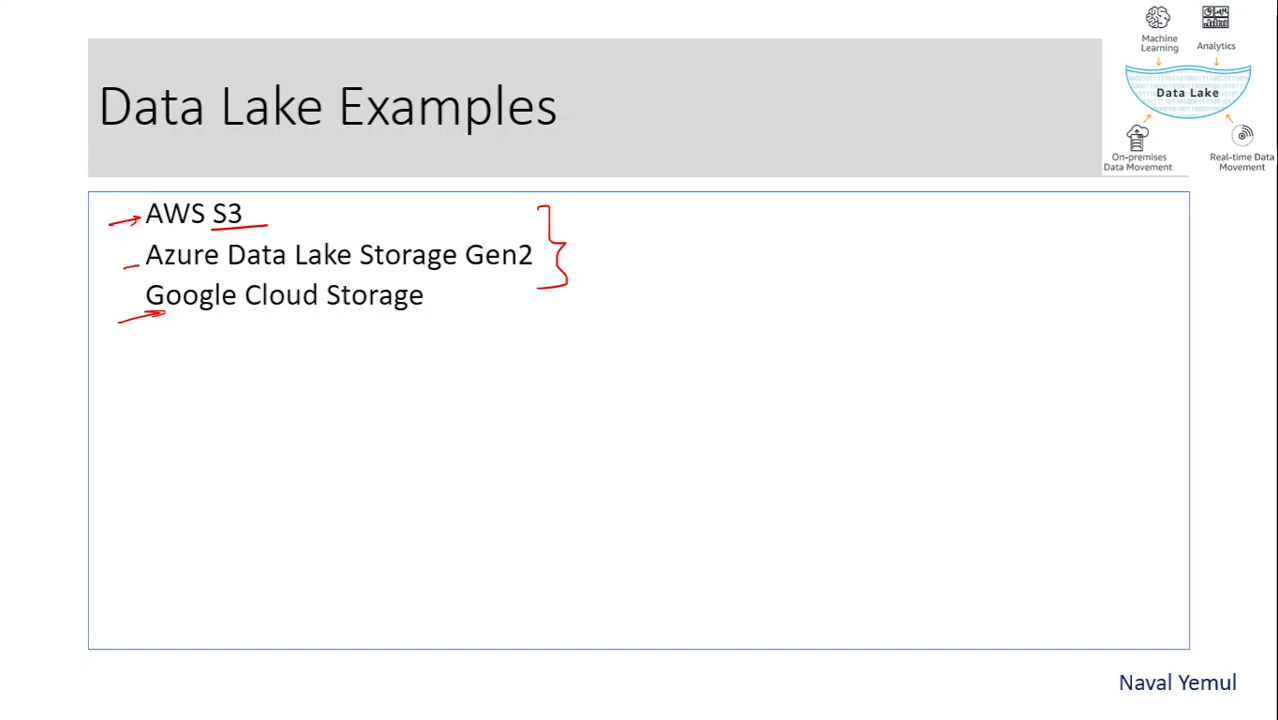 Machine
Learning
Analytics
Data Lake
On-premises
Data Movement
Real-time Data
Movement
Data Lake Examples
AWS S3
Azure Data Lake Storage Gen2
Google Cloud Storage
Naval Yemul